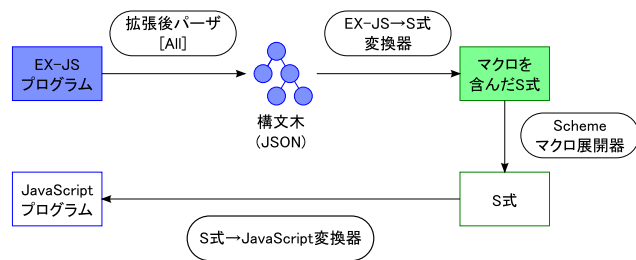 拡張後パーザ
[All]
EX-JS→S式
変換器
EX-JS
プログラム
マクロを
含んだS式
構文木
(JSON)
Scheme
マクロ展開器
JavaScript
プログラム
S式
S式→JavaScript変換器